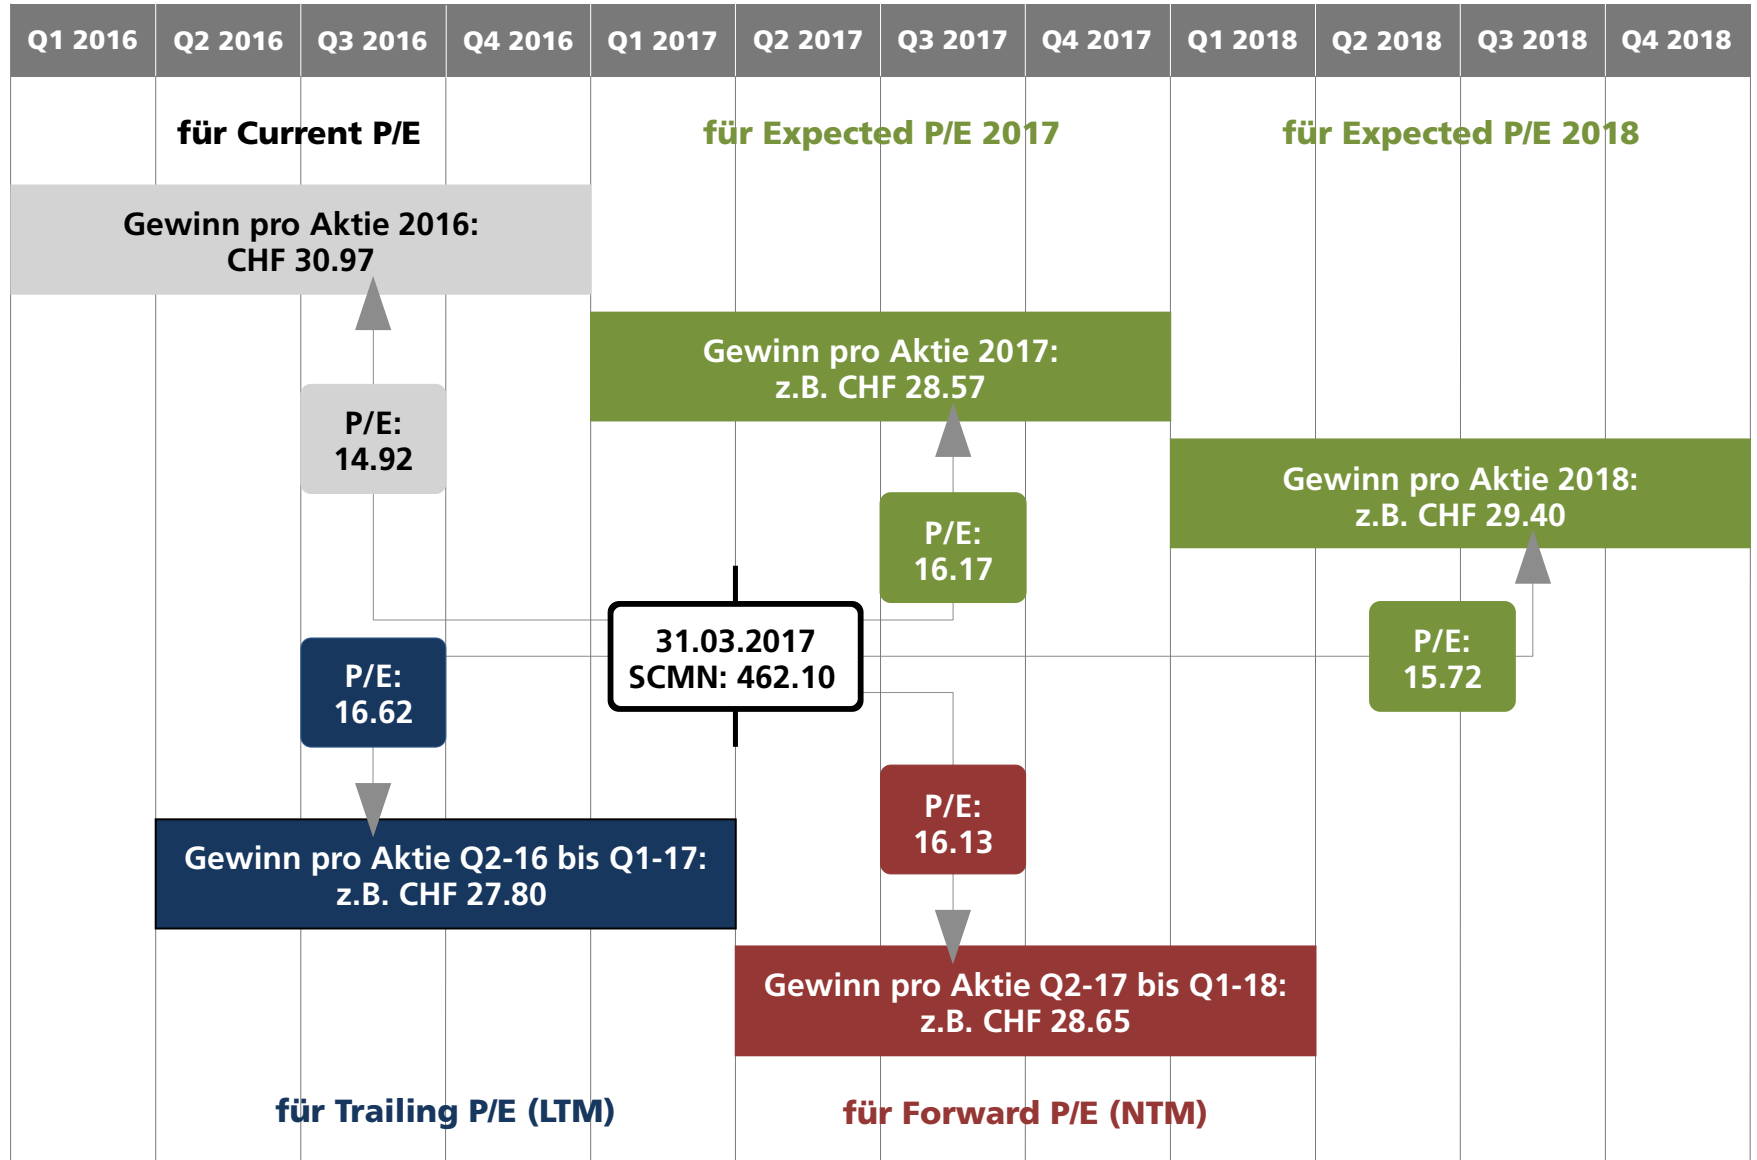 Q1 2016 Q2 2016 Q3 2016 Q4 2016 Q1 2017 Q2 2017 Q3 2017 Q4 2017 Q1 2018 Q2 2018 Q3 2018 Q4 2018
für Current P/E
für Expected P/E 2017
für Expected P/E 2018
Gewinn pro Aktie 2016:
CHF 30.97
Gewinn pro Aktie 2017:
z.B. CHF 28.57
P/E:
14.92
Gewinn pro Aktie 2018:
z.B. CHF 29.40
P/E:
16.17
31.03.2017
SCMN: 462.10
P/E:
15.72
P/E:
16.62
P/E:
16.13
Gewinn pro Aktie Q2-16 bis Q1-17:
z.B. CHF 27.80
Gewinn pro Aktie Q2-17 bis Q1-18:
z.B. CHF 28.65
für Trailing P/E (LTM)
für Forward P/E (NTM)